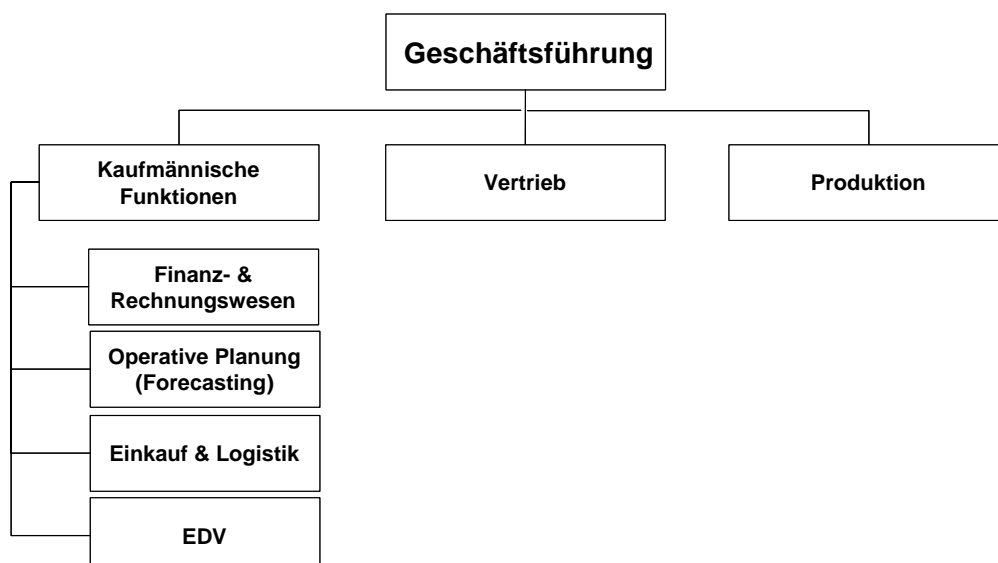 Geschäftsführung
Kaufmännische
Funktionen
Vertrieb
Produktion
Finanz- &
Rechnungswesen
Operative Planung
(Forecasting)
Einkauf & Logistik
EDV